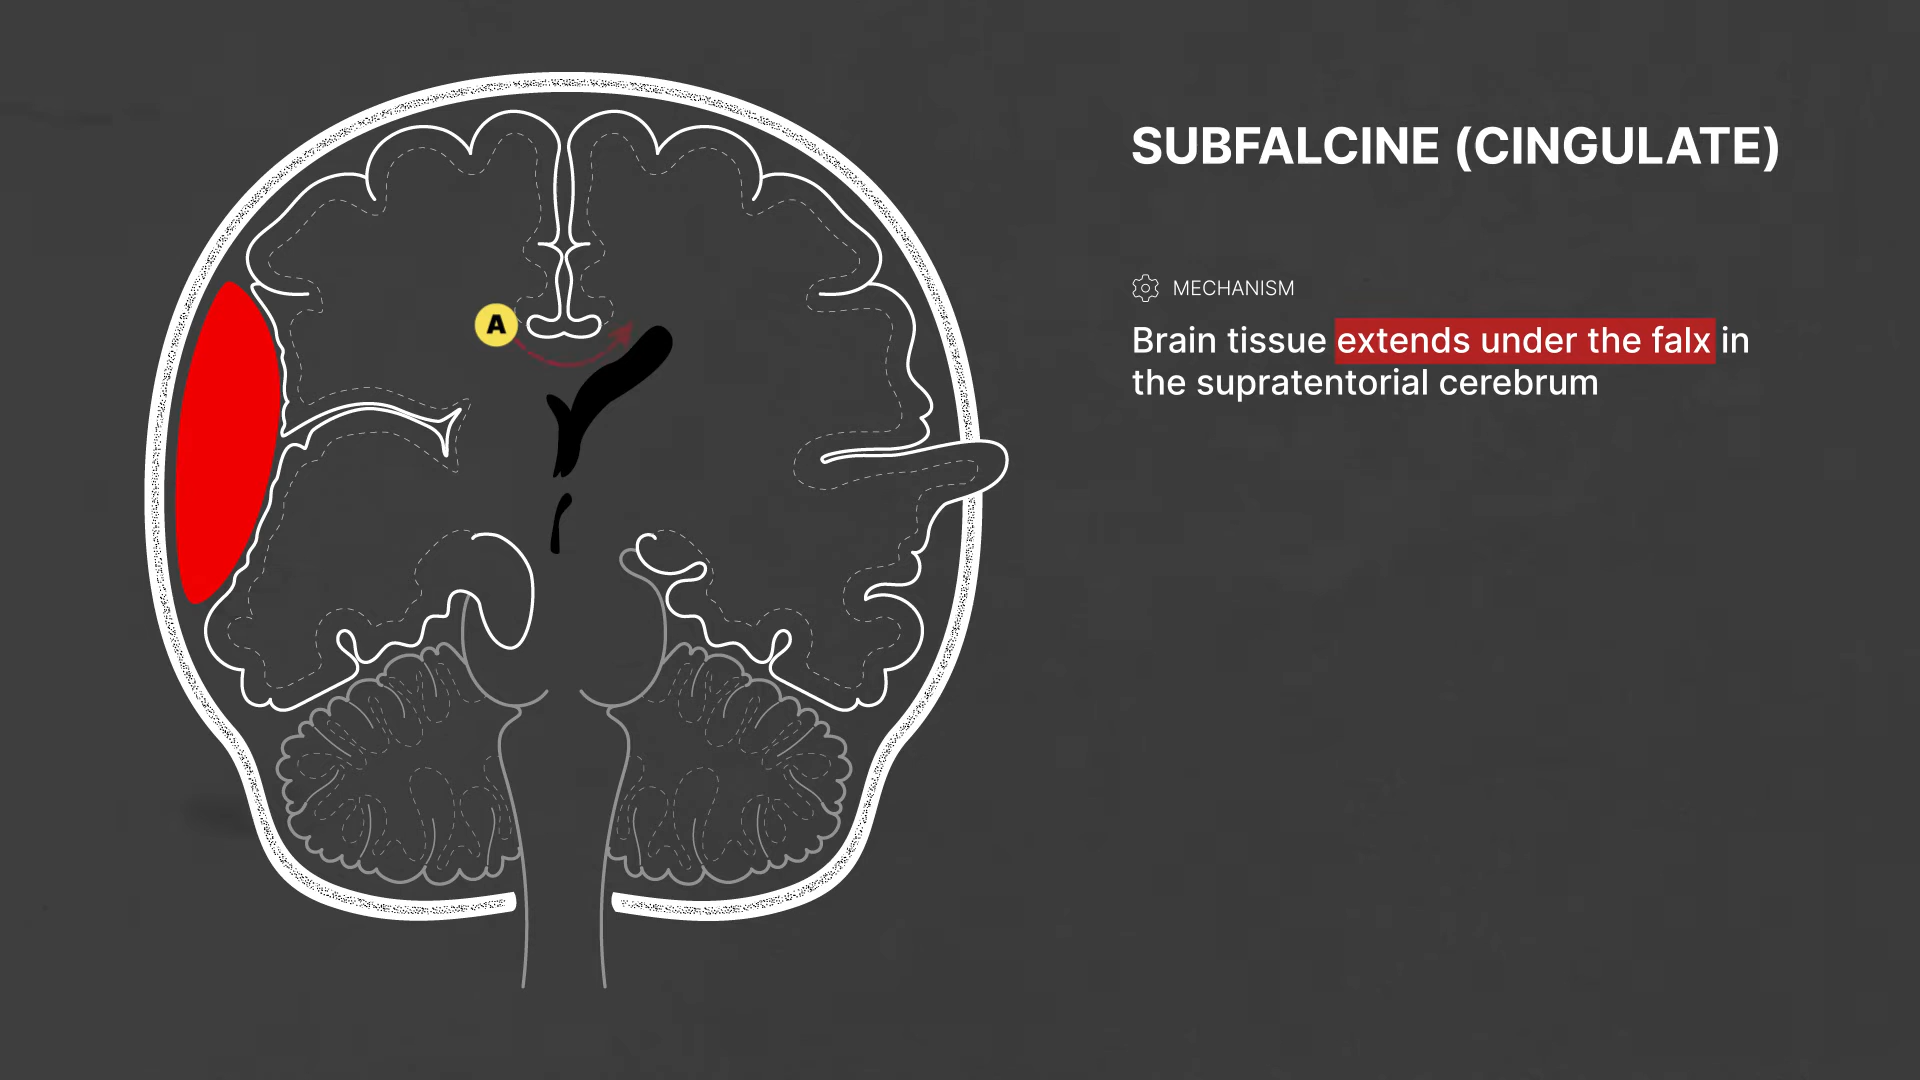 SUBFALCINE (CINGULATE)
MECHANISM
Brain tissue extends under the falx in
the supratentorial cerebrum
A